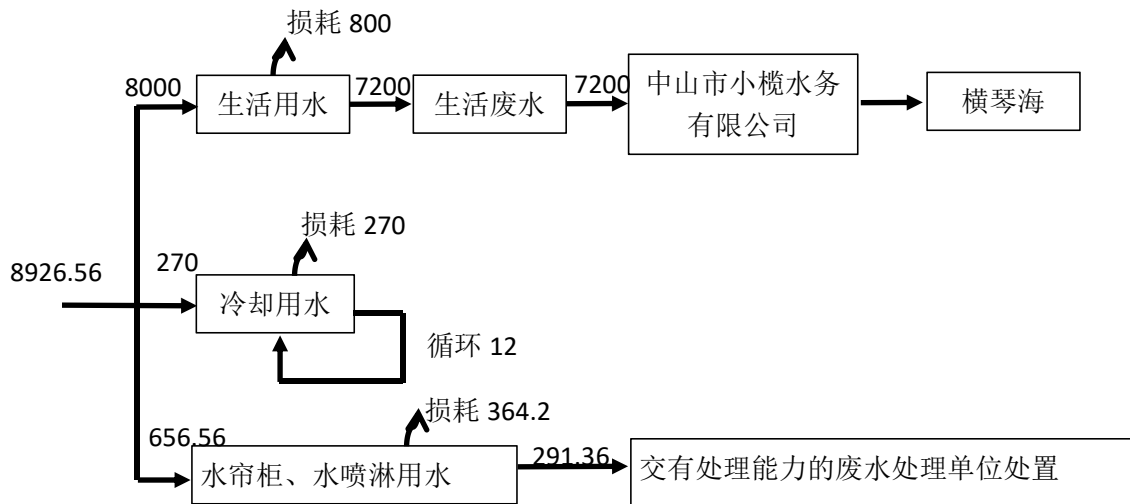 损耗 800
8000
生活用水
7200
生活废水
7200
中山市小榄水务
有限公司
横琴海
损耗 270
8926.56
270
冷却用水
循环 12
损耗 364.2
656.56
水帘柜、水喷淋用水
291.36
交有处理能力的废水处理单位处置